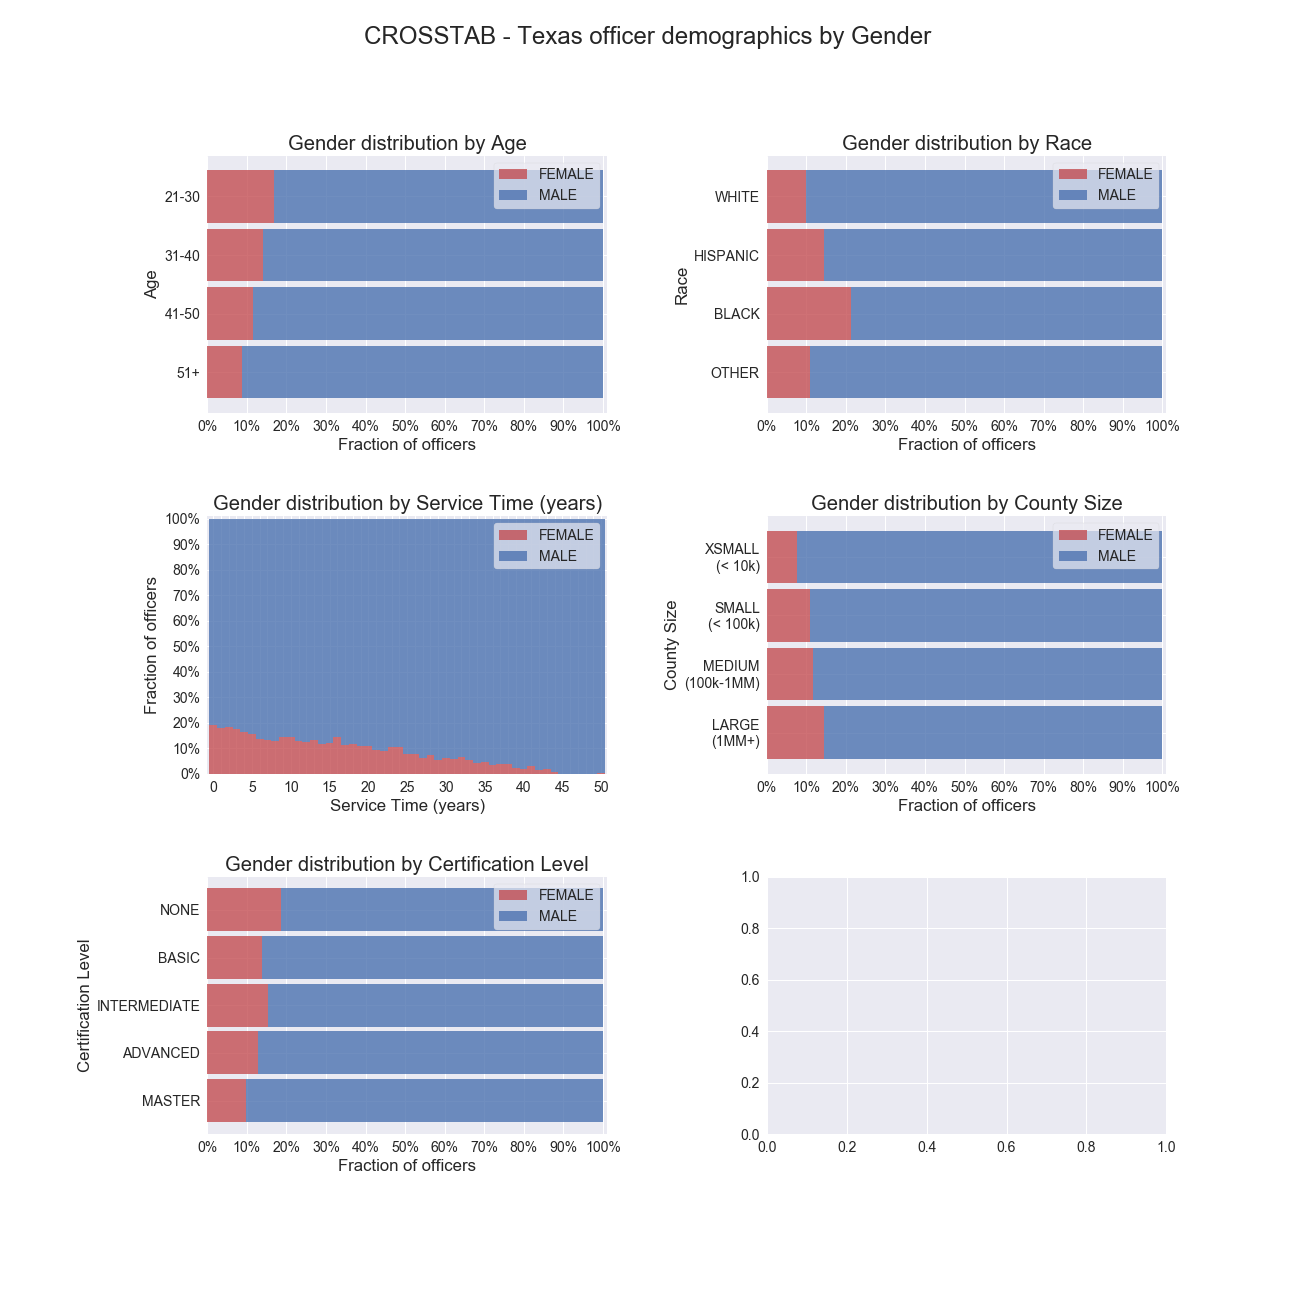 CROSSTAB - Texas officer demographics by Gender
Gender distribution by Age
FEMALE
MALE
Age
21-30
31-40
41-50
51+
0% 10% 20% 30% 40% 50% 60% 70% 80% 90% 100%
Fraction of officers
Gender distribution by Race
FEMALE
MALE
Race
WHITE
HISPANIC
BLACK
OTHER
0% 10% 20% 30% 40% 50% 60% 70% 80% 90% 100%
Fraction of officers
Gender distribution by Service Time (years)
FEMALE
MALE
Fraction of officers
100%
90%
80%
70%
60%
50%
40%
30%
20%
10%
0%
0 5 10 15 20 25 30 35 40 45 50
Service Time (years)
Gender distribution by County Size
FEMALE
MALE
County Size
XSMALL
(< 10k)
SMALL
(< 100k)
MEDIUM
(100k-1MM)
LARGE
(1MM+)
0% 10% 20% 30% 40% 50% 60% 70% 80% 90% 100%
Fraction of officers
Gender distribution by Certification Level
FEMALE
MALE
Certification Level
NONE
BASIC
INTERMEDIATE
ADVANCED
MASTER
0% 10% 20% 30% 40% 50% 60% 70% 80% 90% 100%
Fraction of officers
1.0
0.8
0.6
0.4
0.2
0.0
0.0 0.2 0.4 0.6 0.8 1.0